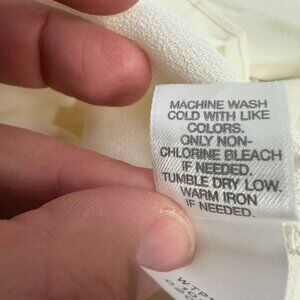 MACHINE WASH
COLD WITH LIKE
COLORS.
ONLY NON-
CHLORINE BLEACH
IF NEEDED.
TUMBLE DRY LOW.
WARM IRON
IF NEEDED.